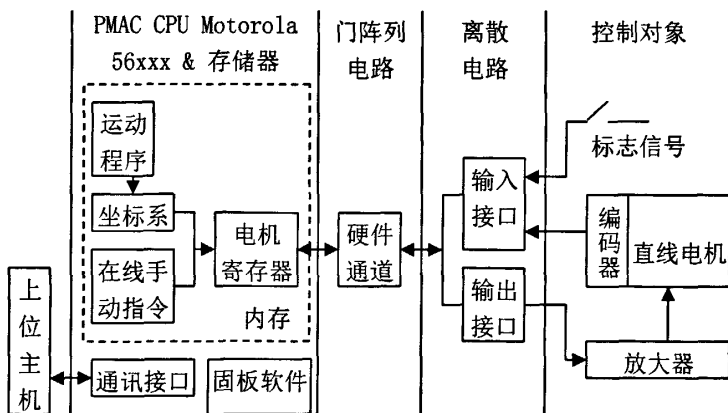 PMAC CPU Motorola
56xxx & 存储器
门阵列
电路
离散
电路
控制对象
运动
程序
坐标系
在线手
动指令
电机
寄存器
内存
硬件
通道
输入
接口
输出
接口
标志信号
编码器
直线电机
放大器
上位主机
通讯接口
固板软件